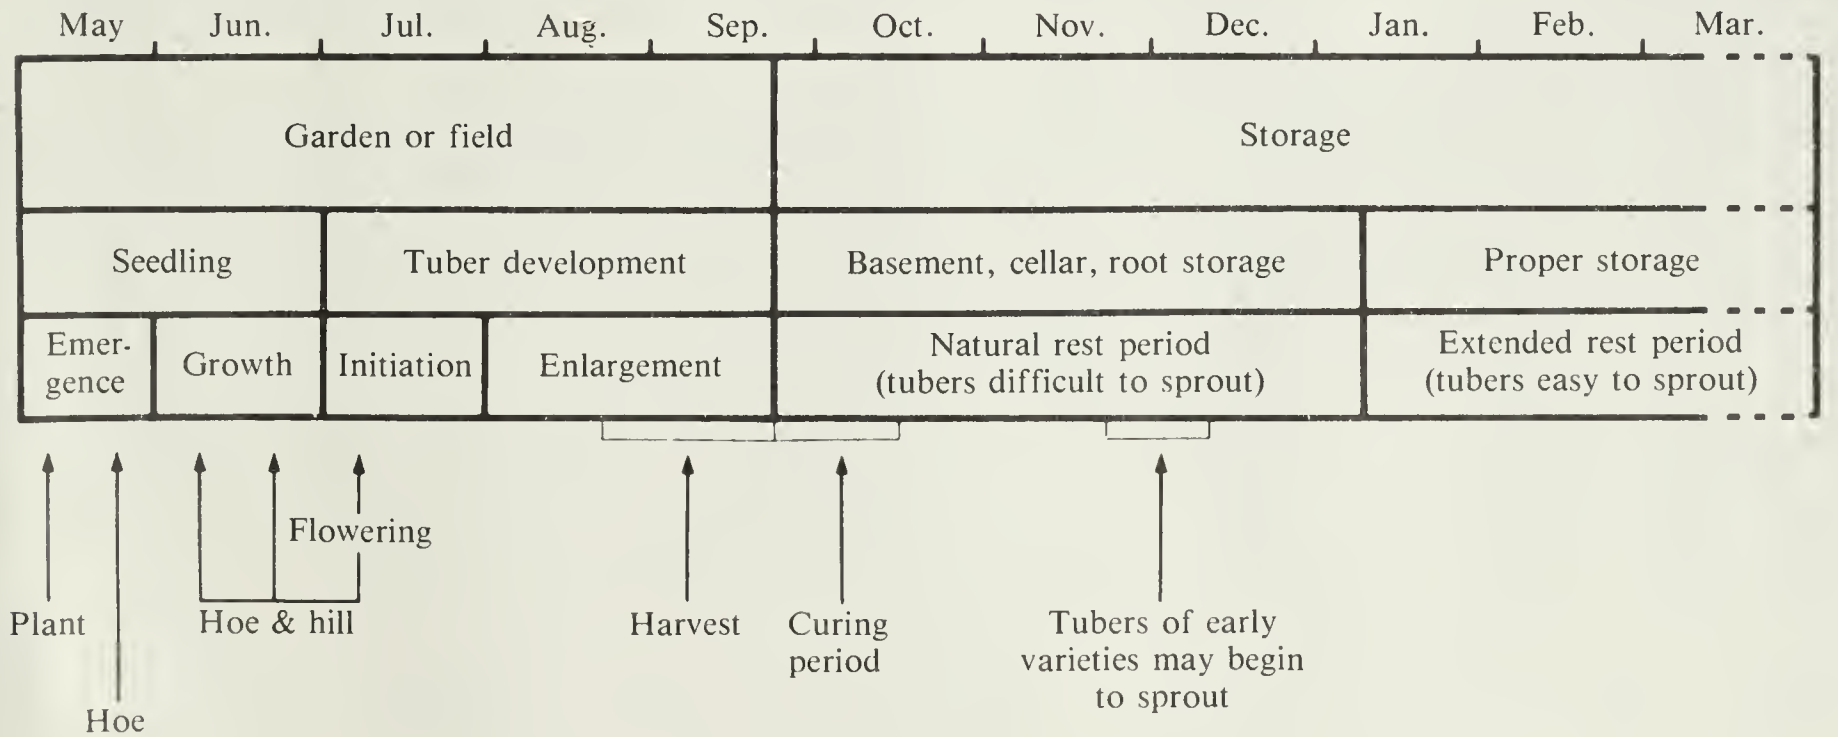 May Jun. Jul. Aug. Sep. Oct. Nov. Dec. Jan. Feb. Mar.
Garden or field Storage
Seedling Tuber development Basement, cellar, root storage Proper storage
Emer-
gence
Growth
Initiation
Enlargement
Natural rest period
(tubers difficult to sprout)
Extended rest period
(tubers easy to sprout)
Flowering
Plant
Hoe
Hoe & hill
Harvest
Curing
period
Tubers of early
varieties may begin
to sprout